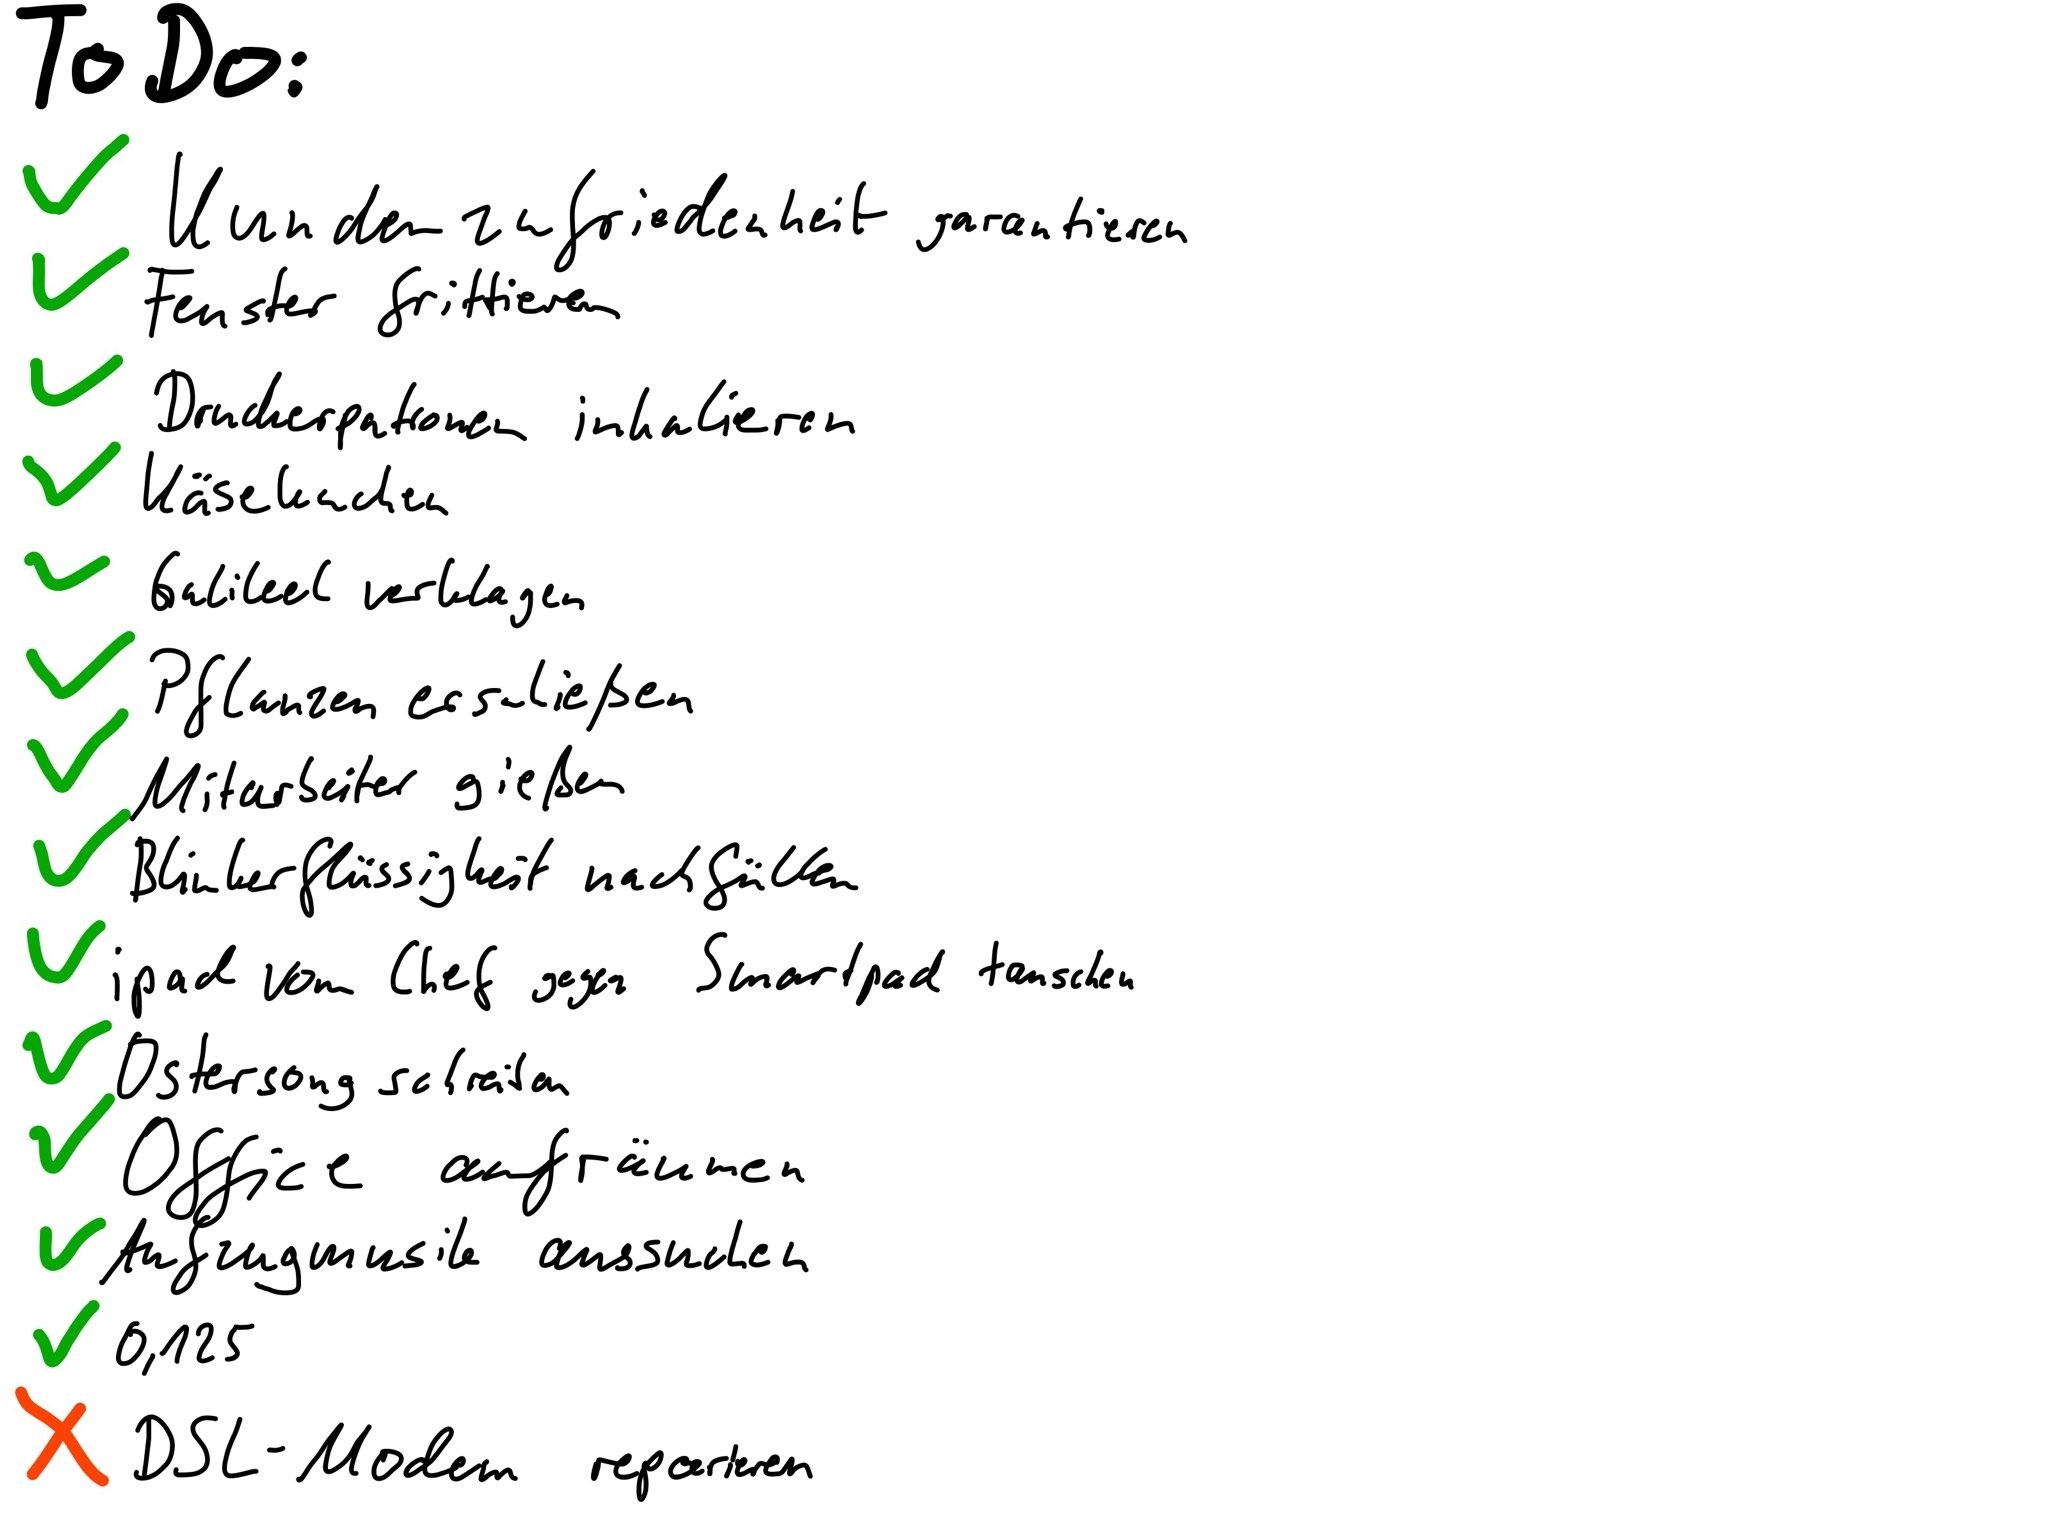 To Do:
Kundenzufriedenheit garantieren
Fenster frittieren
Druckerpatronen inhalieren
Käsekuchen
Galileel verklagen
Pflanzen erschießen
Mitarbeiter gießen
Blinkerflüssigkeit nachfüllen
ipad vom Chef gegen Smartpad tauschen
Ostersong schreiben
Office aufräumen
Aufzugmusik aussuchen
0,125
DSL-Modem reparieren